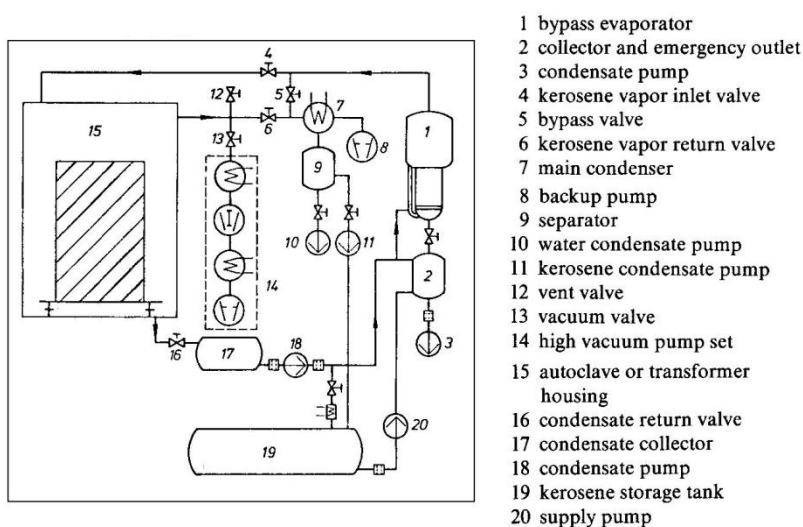 4
12
5
7
6
15
13
8
1
9
10
11
14
2
3
16
17
18
19
20
1 bypass evaporator
2 collector and emergency outlet
3 condensate pump
4 kerosene vapor inlet valve
5 bypass valve
6 kerosene vapor return valve
7 main condenser
8 backup pump
9 separator
10 water condensate pump
11 kerosene condensate pump
12 vent valve
13 vacuum valve
14 high vacuum pump set
15 autoclave or transformer
housing
16 condensate return valve
17 condensate collector
18 condensate pump
19 kerosene storage tank
20 supply pump